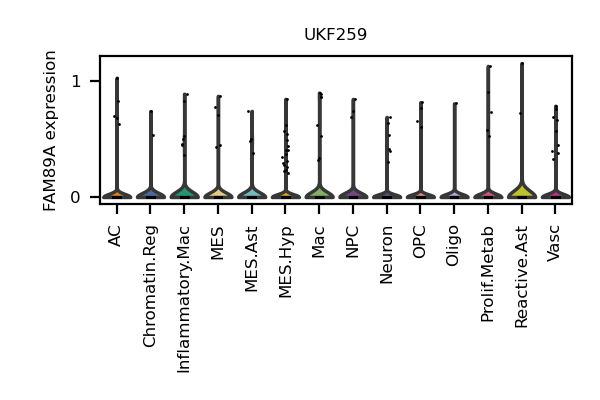 UKF259
FAM89A expression
1
0
AC
Chromatin.Reg
Inflammatory.Mac
MES
MES.Ast
MES.Hyp
Mac
NPC
Neuron
OPC
Oligo
Prolif.Metab
Reactive.Ast
Vasc